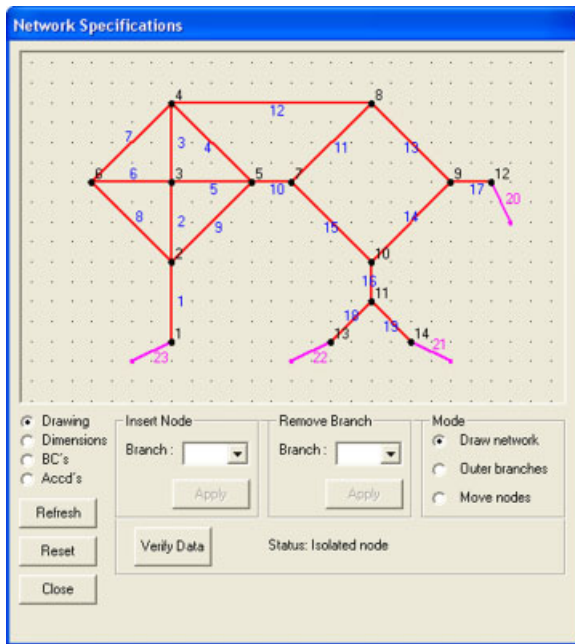 Network Specifications
4
8
12
7
3
4
11
13
6
6
3
5
5
10
7
9
12
17
20
8
2
9
15
14
2
10
16
11
1
18
19
1
13
14
23
22
21
Drawing
Dimensions
BC's
Accd's
Refresh
Reset
Close
Insert Node
Branch :
Apply
Remove Branch
Branch :
Apply
Mode
Draw network
Outer branches
Move nodes
Verify Data
Status: Isolated node